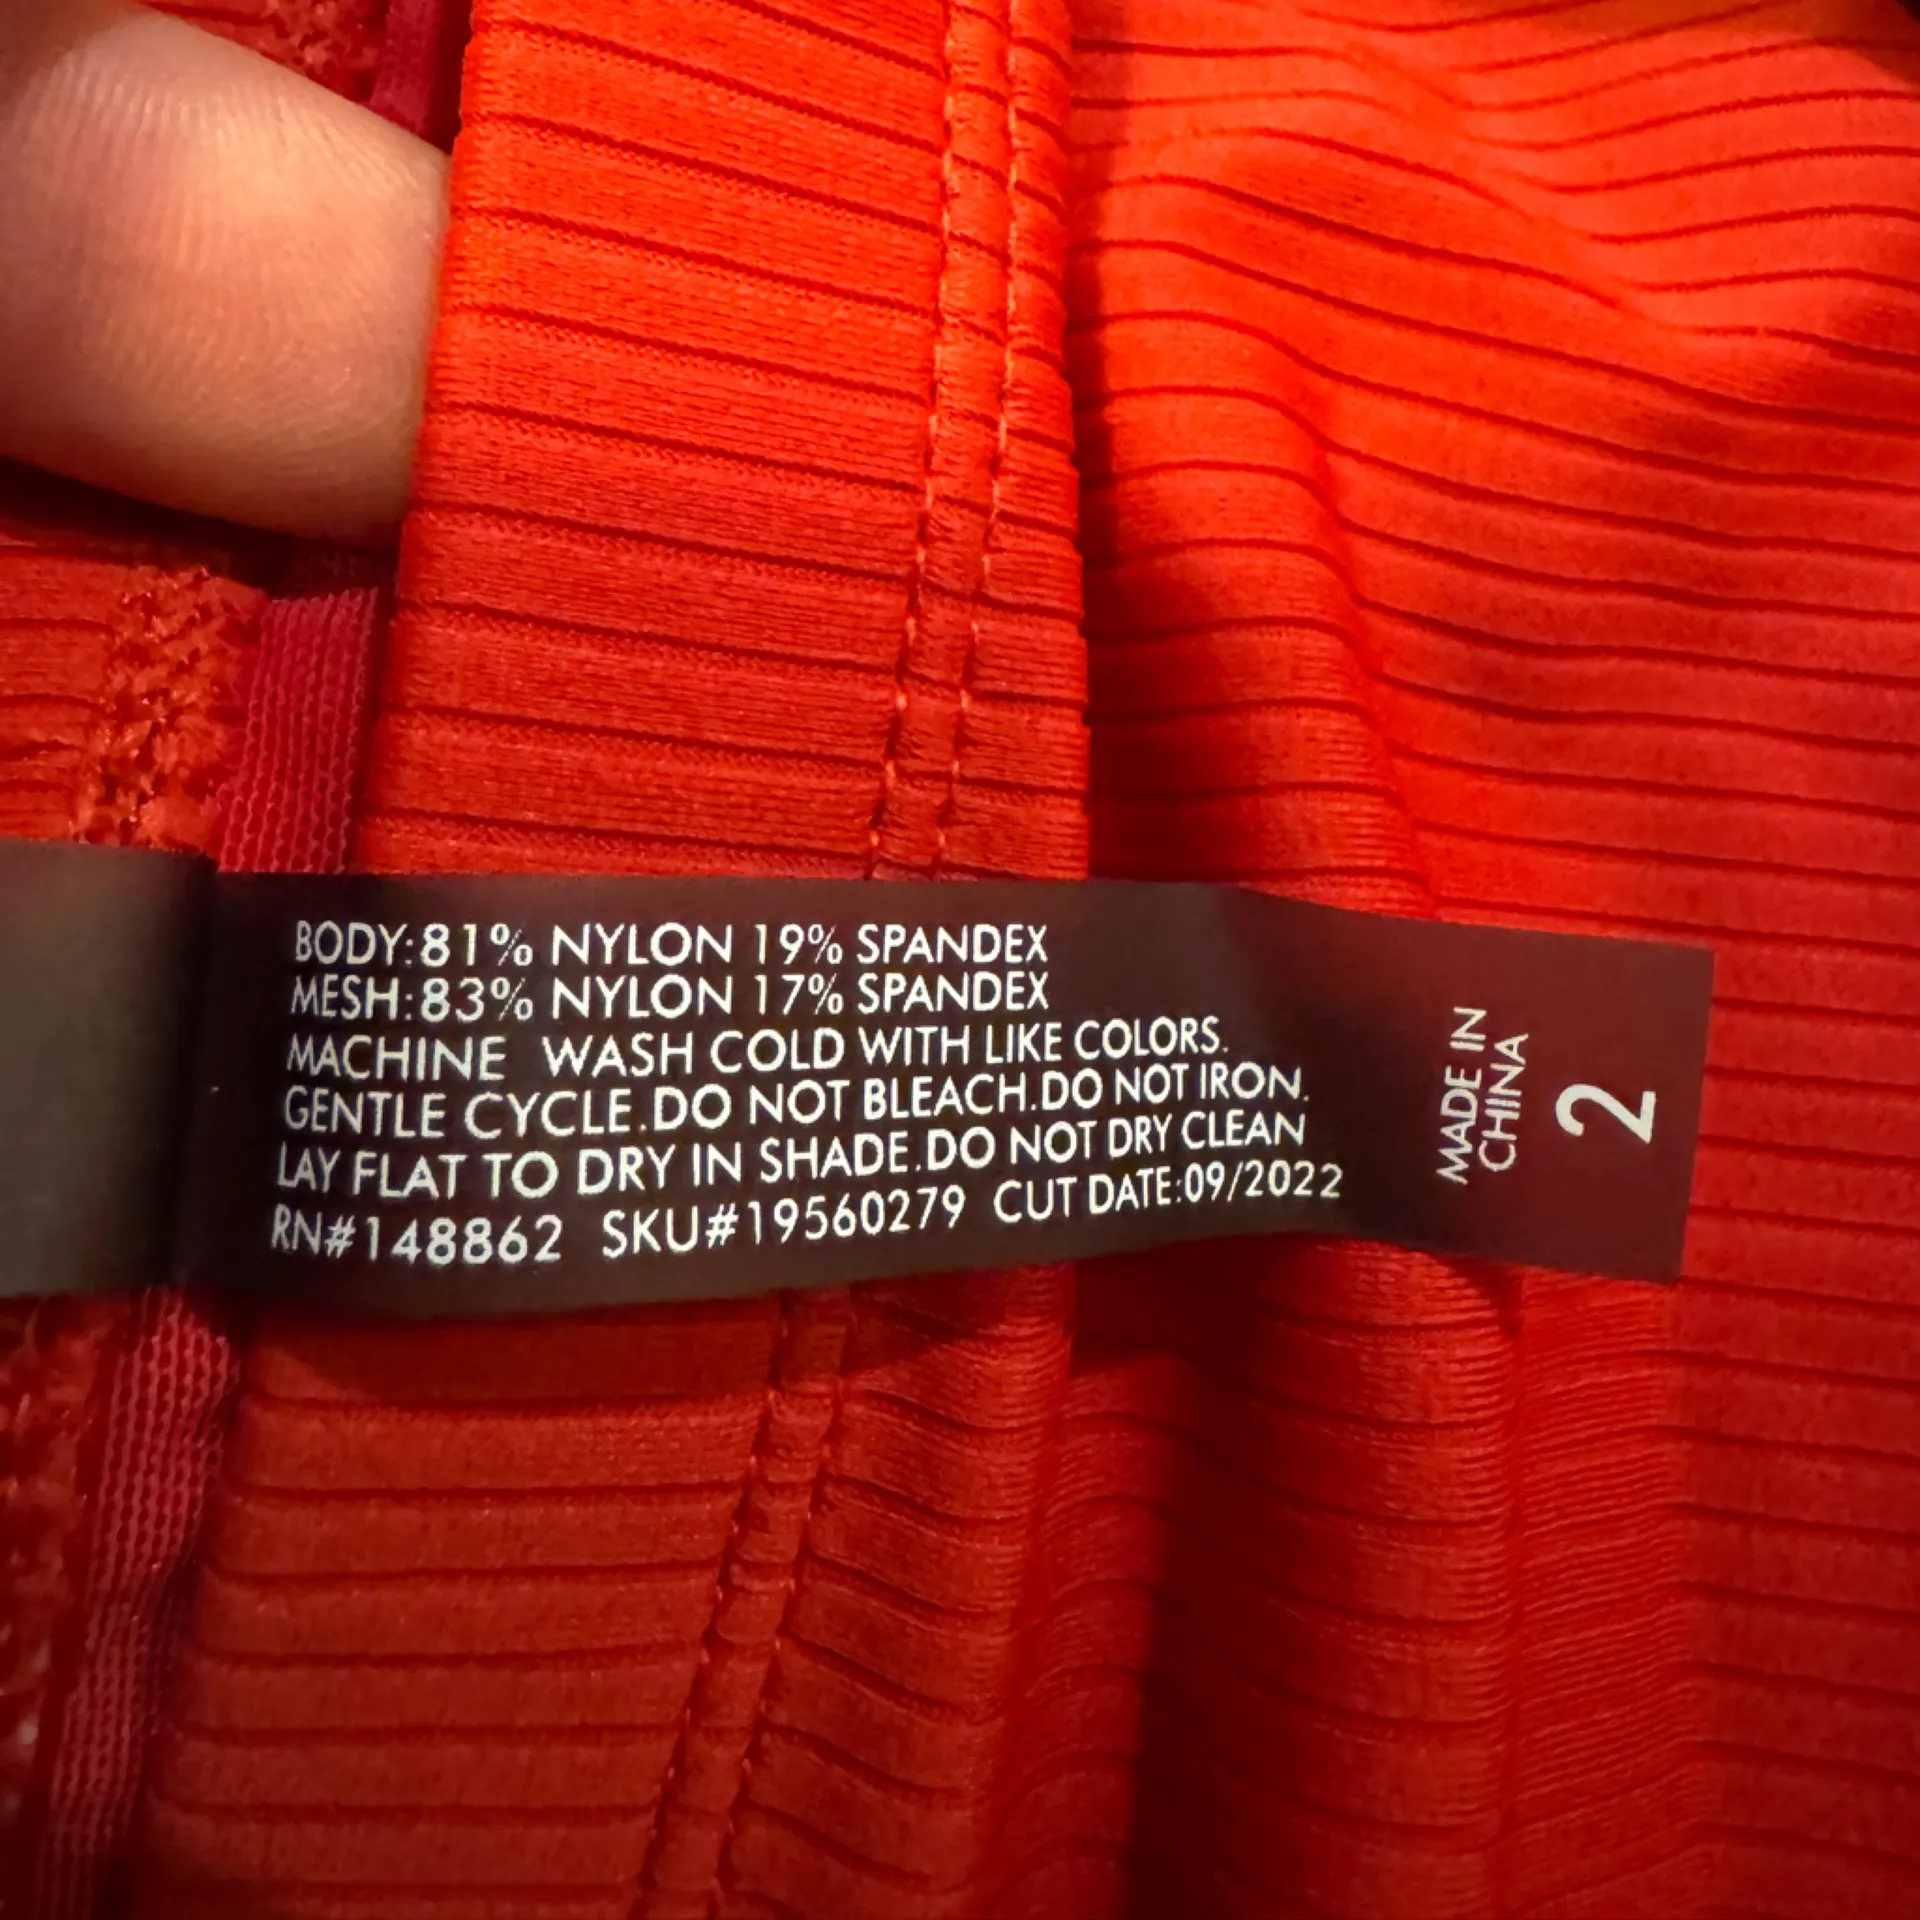 BODY:81% NYLON 19% SPANDEX
MESH:83% NYLON 17% SPANDEX
MACHINE WASH COLD WITH LIKE COLORS.
GENTLE CYCLE.DO NOT BLEACH.DO NOT IRON.
LAY FLAT TO DRY IN SHADE.DO NOT DRY CLEAN
RN#148862 SKU#19560279 CUT DATE:09/2022
MADE IN
CHINA
2